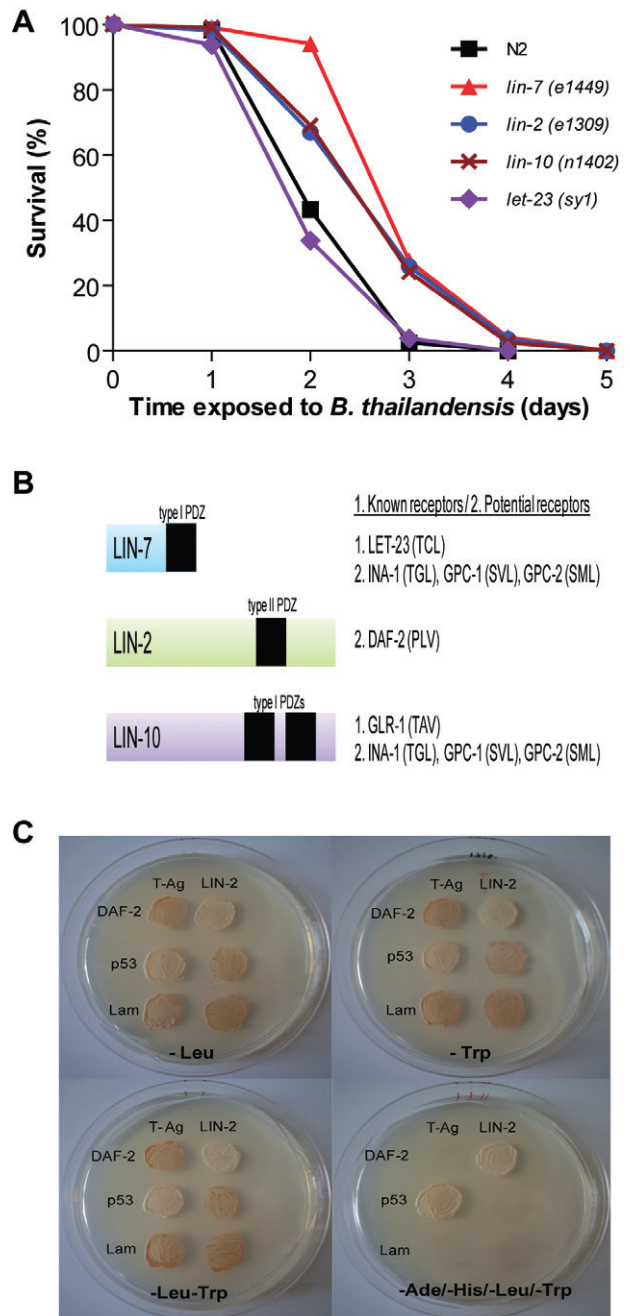 A
Survival (%)
100
80
60
40
20
0
0 1 2 3 4 5
Time exposed to B. thailandensis (days)
N2
lin-7 (e1449)
lin-2 (e1309)
lin-10 (n1402)
let-23 (sy1)
B
1. Known receptors/ 2. Potential receptors
type I PDZ
LIN-7
1. LET-23 (TCL)
2. INA-1 (TGL), GPC-1 (SVL), GPC-2 (SML)
type II PDZ
LIN-2
2. DAF-2 (PLV)
type I PDZs
LIN-10
1. GLR-1 (TAV)
2. INA-1 (TGL), GPC-1 (SVL), GPC-2 (SML)
C
T-Ag LIN-2
DAF-2
p53
Lam
- Leu
T-Ag LIN-2
DAF-2
p53
Lam
- Trp
T- Ag LIN-2
DAF-2
p53
Lam
-Leu-Trp
T-Ag LIN-2
DAF-2
p53
Lam
-Ade/-His/-Leu/-Trp